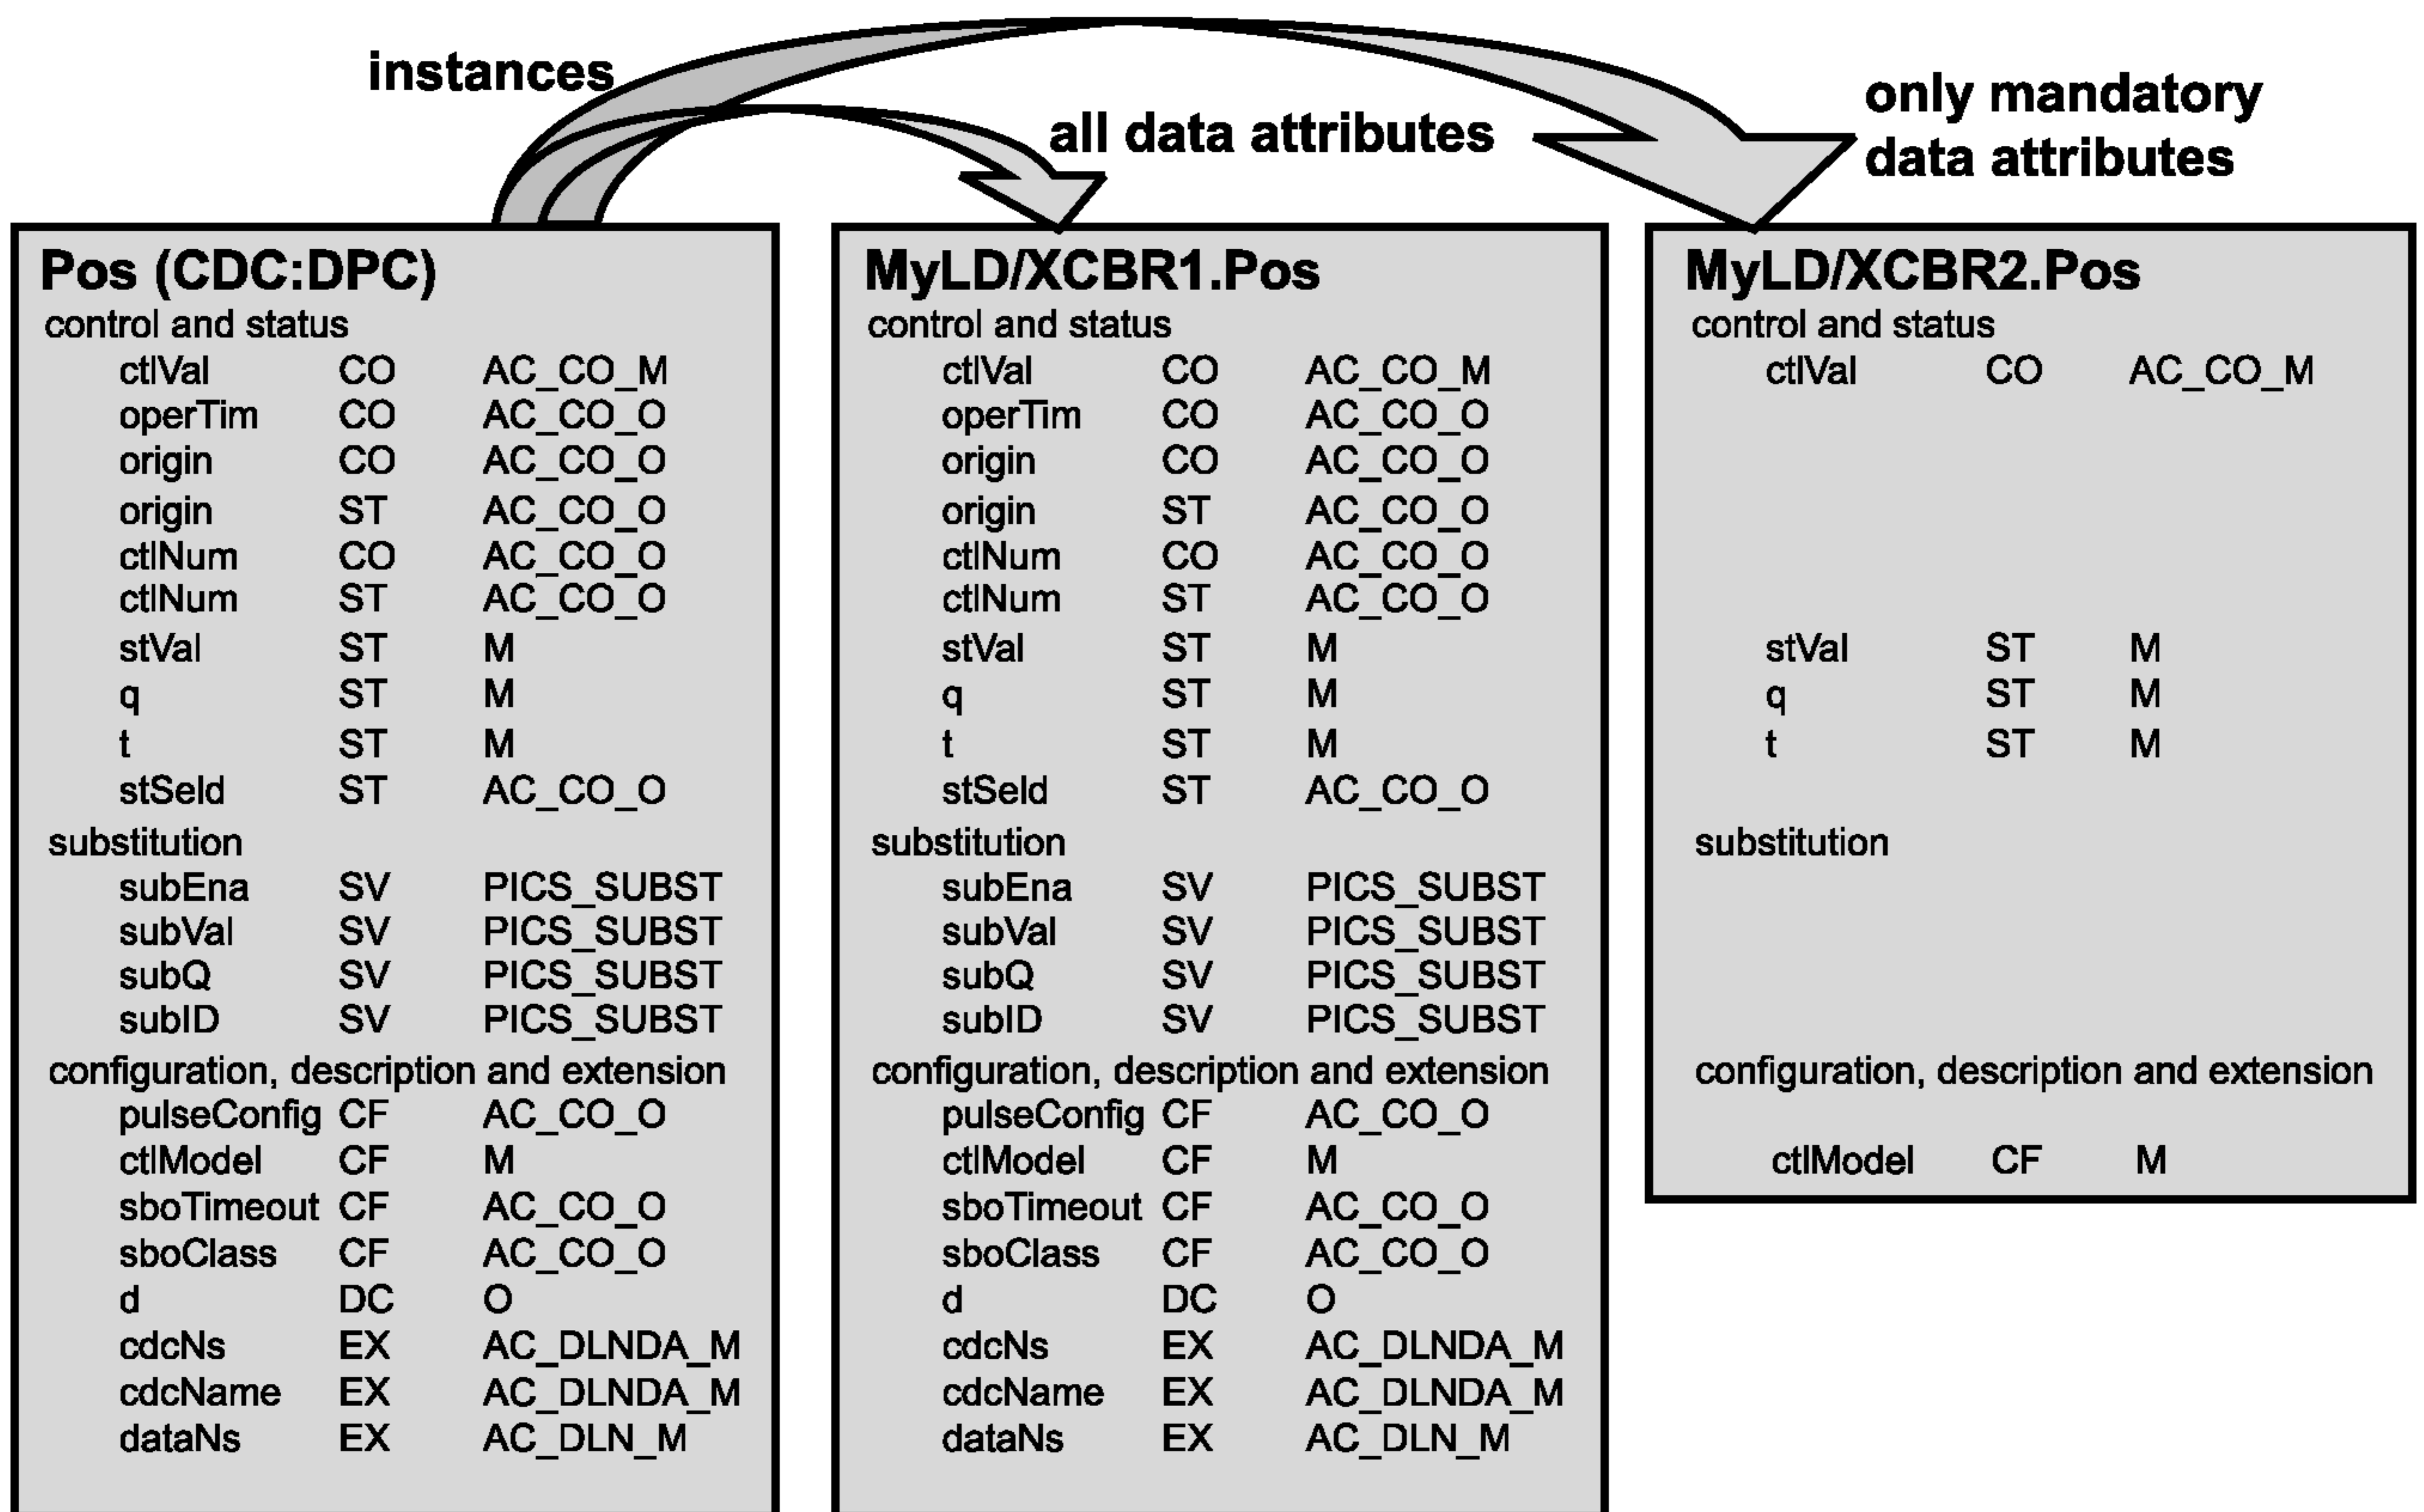 instances
all data attributes
only mandatory
data attributes
Pos (CDC:DPC)
control and status
ctlVal CO AC_CO_M
operTim CO AC_CO_O
origin CO AC_CO_O
origin ST AC_CO_O
ctlNum CO AC_CO_O
ctlNum ST AC_CO_O
stVal ST M
q ST M
t ST M
stSeld ST AC_CO_O
substitution
subEna SV PICS_SUBST
subVal SV PICS_SUBST
subQ SV PICS_SUBST
subID SV PICS_SUBST
configuration, description and extension
pulseConfig CF AC_CO_O
ctlModel CF M
sboTimeout CF AC_CO_O
sboClass CF AC_CO_O
d DC O
cdcNs EX AC_DLNDA_M
cdcName EX AC_DLNDA_M
dataNs EX AC_DLN_M
MyLD/XCBR1.Pos
control and status
ctlVal CO AC_CO_M
operTim CO AC_CO_O
origin CO AC_CO_O
origin ST AC_CO_O
ctlNum CO AC_CO_O
ctlNum ST AC_CO_O
stVal ST M
q ST M
t ST M
stSeld ST AC_CO_O
substitution
subEna SV PICS_SUBST
subVal SV PICS_SUBST
subQ SV PICS_SUBST
subID SV PICS_SUBST
configuration, description and extension
pulseConfig CF AC_CO_O
ctlModel CF M
sboTimeout CF AC_CO_O
sboClass CF AC_CO_O
d DC O
cdcNs EX AC_DLNDA_M
cdcName EX AC_DLNDA_M
dataNs EX AC_DLN_M
MyLD/XCBR2.Pos
control and status
ctlVal CO AC_CO_M
stVal ST M
q ST M
t ST M
substitution
configuration, description and extension
ctlModel CF M